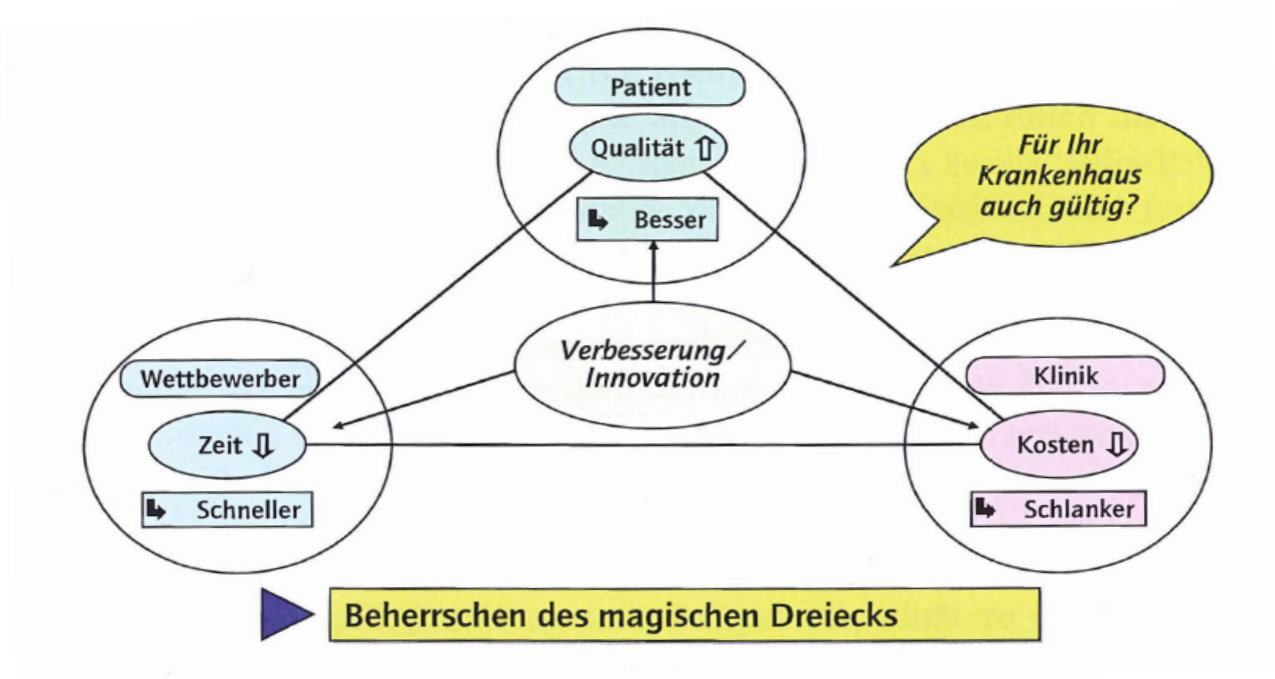 Patient
Qualität ⇧
Besser
Für Ihr
Krankenhaus
auch gültig?
Verbesserung/
Innovation
Wettbewerber
Zeit ⇩
Schneller
Klinik
Kosten ⇩
Schlanker
Beherrschen des magischen Dreiecks